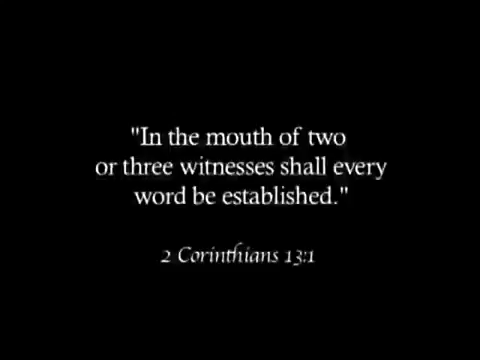 "In the mouth of two
or three witnesses shall every
word be established."
2 Corinthians 13:1